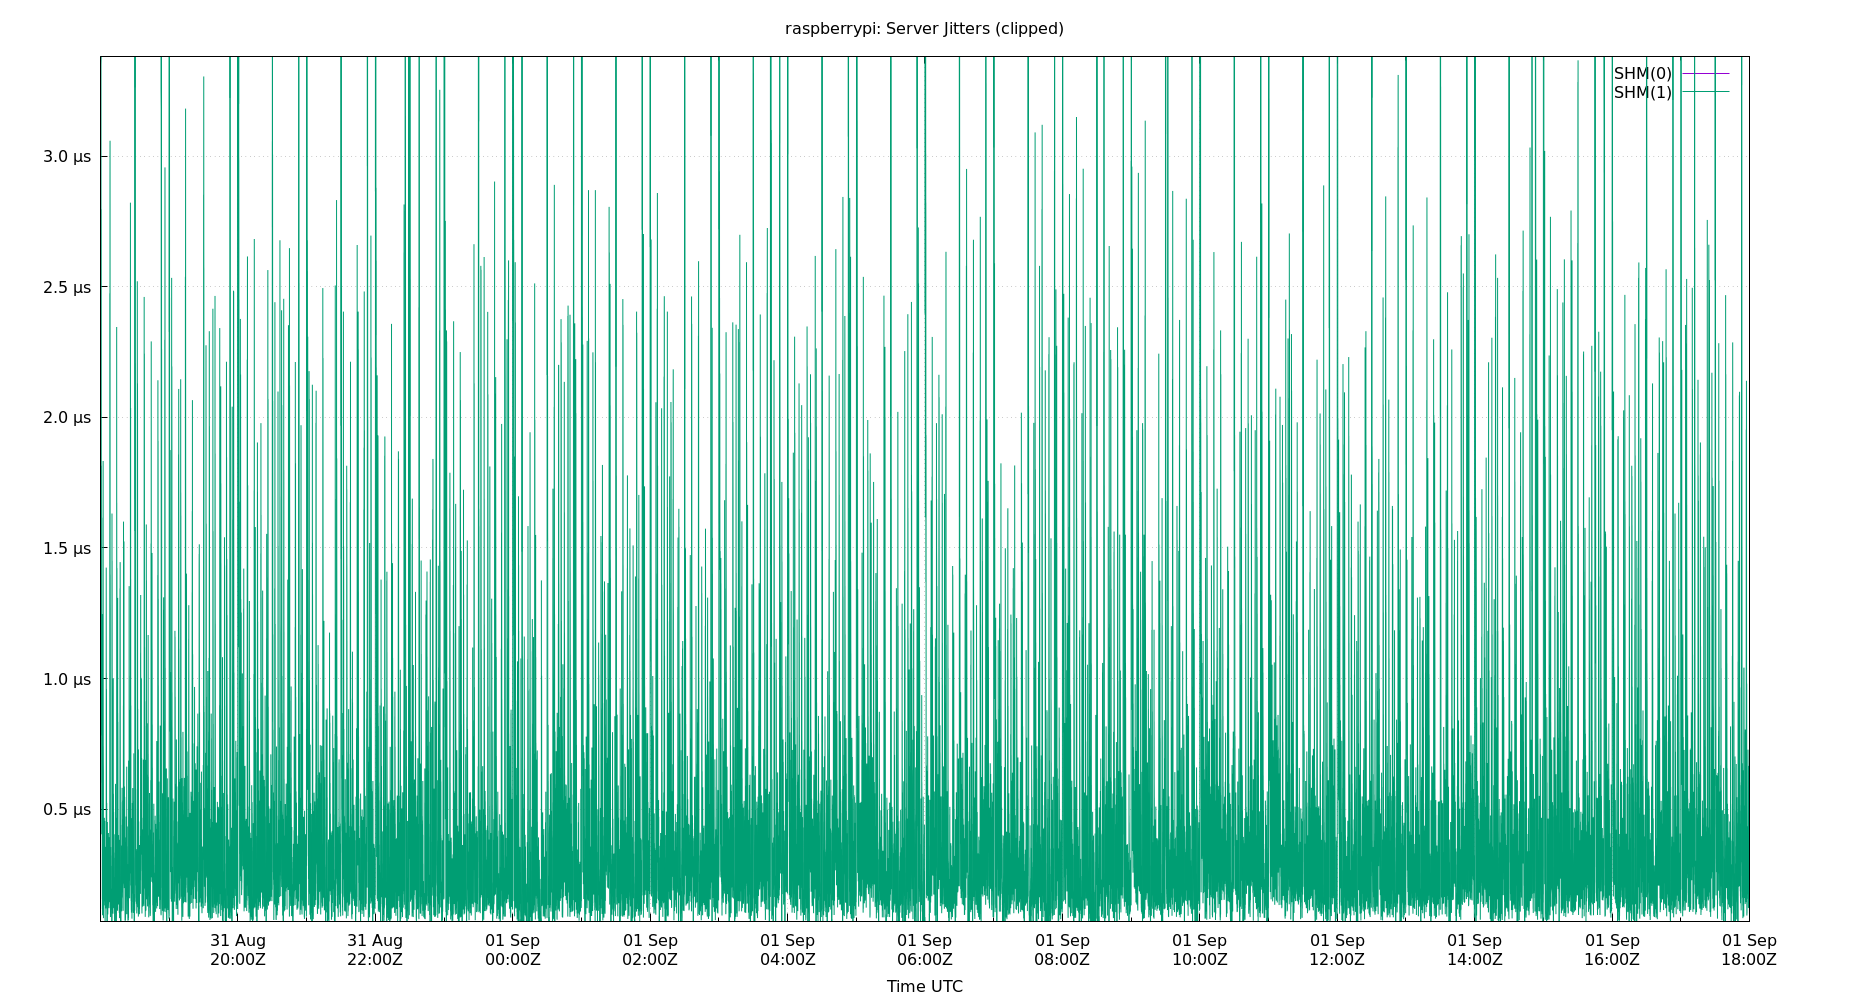 raspberrypi: Server Jitters (clipped)
SHM(0)
SHM(1)
3.0 µs
2.5 µs
2.0 µs
1.5 µs
1.0 µs
0.5 µs
31 Aug 31 Aug 01 Sep 01 Sep 01 Sep 01 Sep 01 Sep 01 Sep 01 Sep 01 Sep 01 Sep 01 Sep
20:00Z 22:00Z 00:00Z 02:00Z 04:00Z 06:00Z 08:00Z 10:00Z 12:00Z 14:00Z 16:00Z 18:00Z
Time UTC